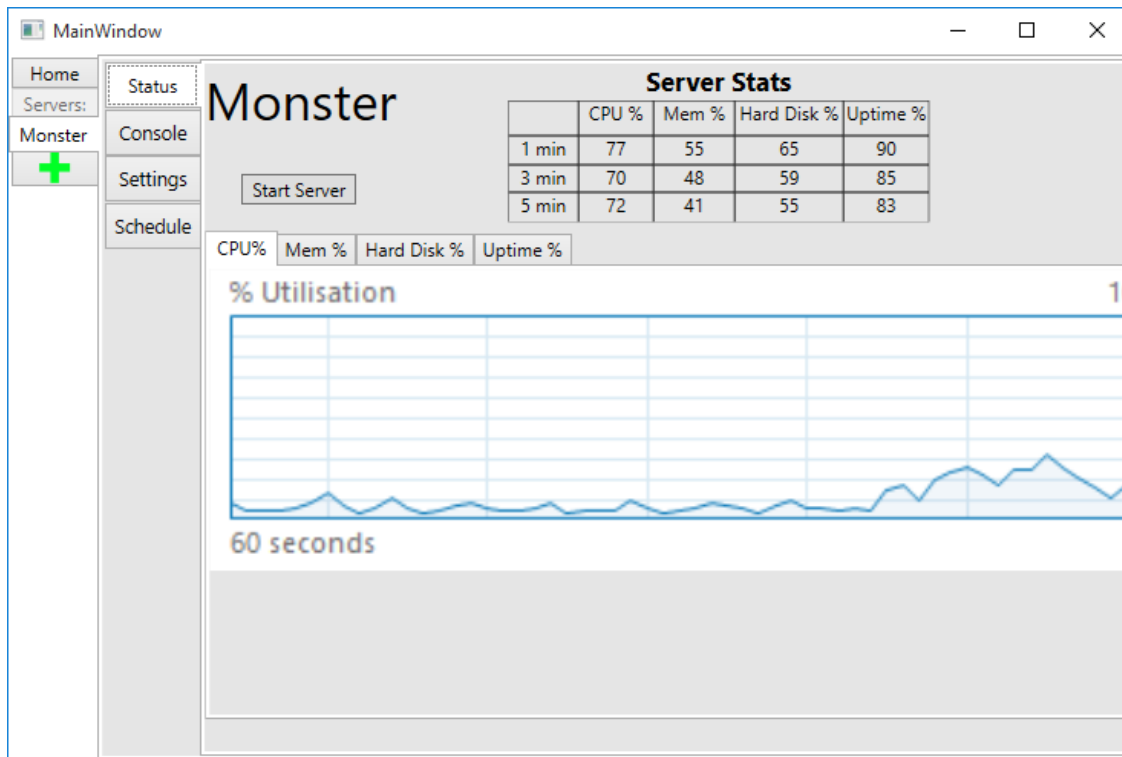 MainWindow
Home
Servers:
Monster
Status
Console
Settings
Schedule
Monster
Start Server
Server Stats
CPU % Mem % Hard Disk % Uptime %
1 min 77 55 65 90
3 min 70 48 59 85
5 min 72 41 55 83
CPU% Mem % Hard Disk % Uptime %
% Utilisation
60 seconds